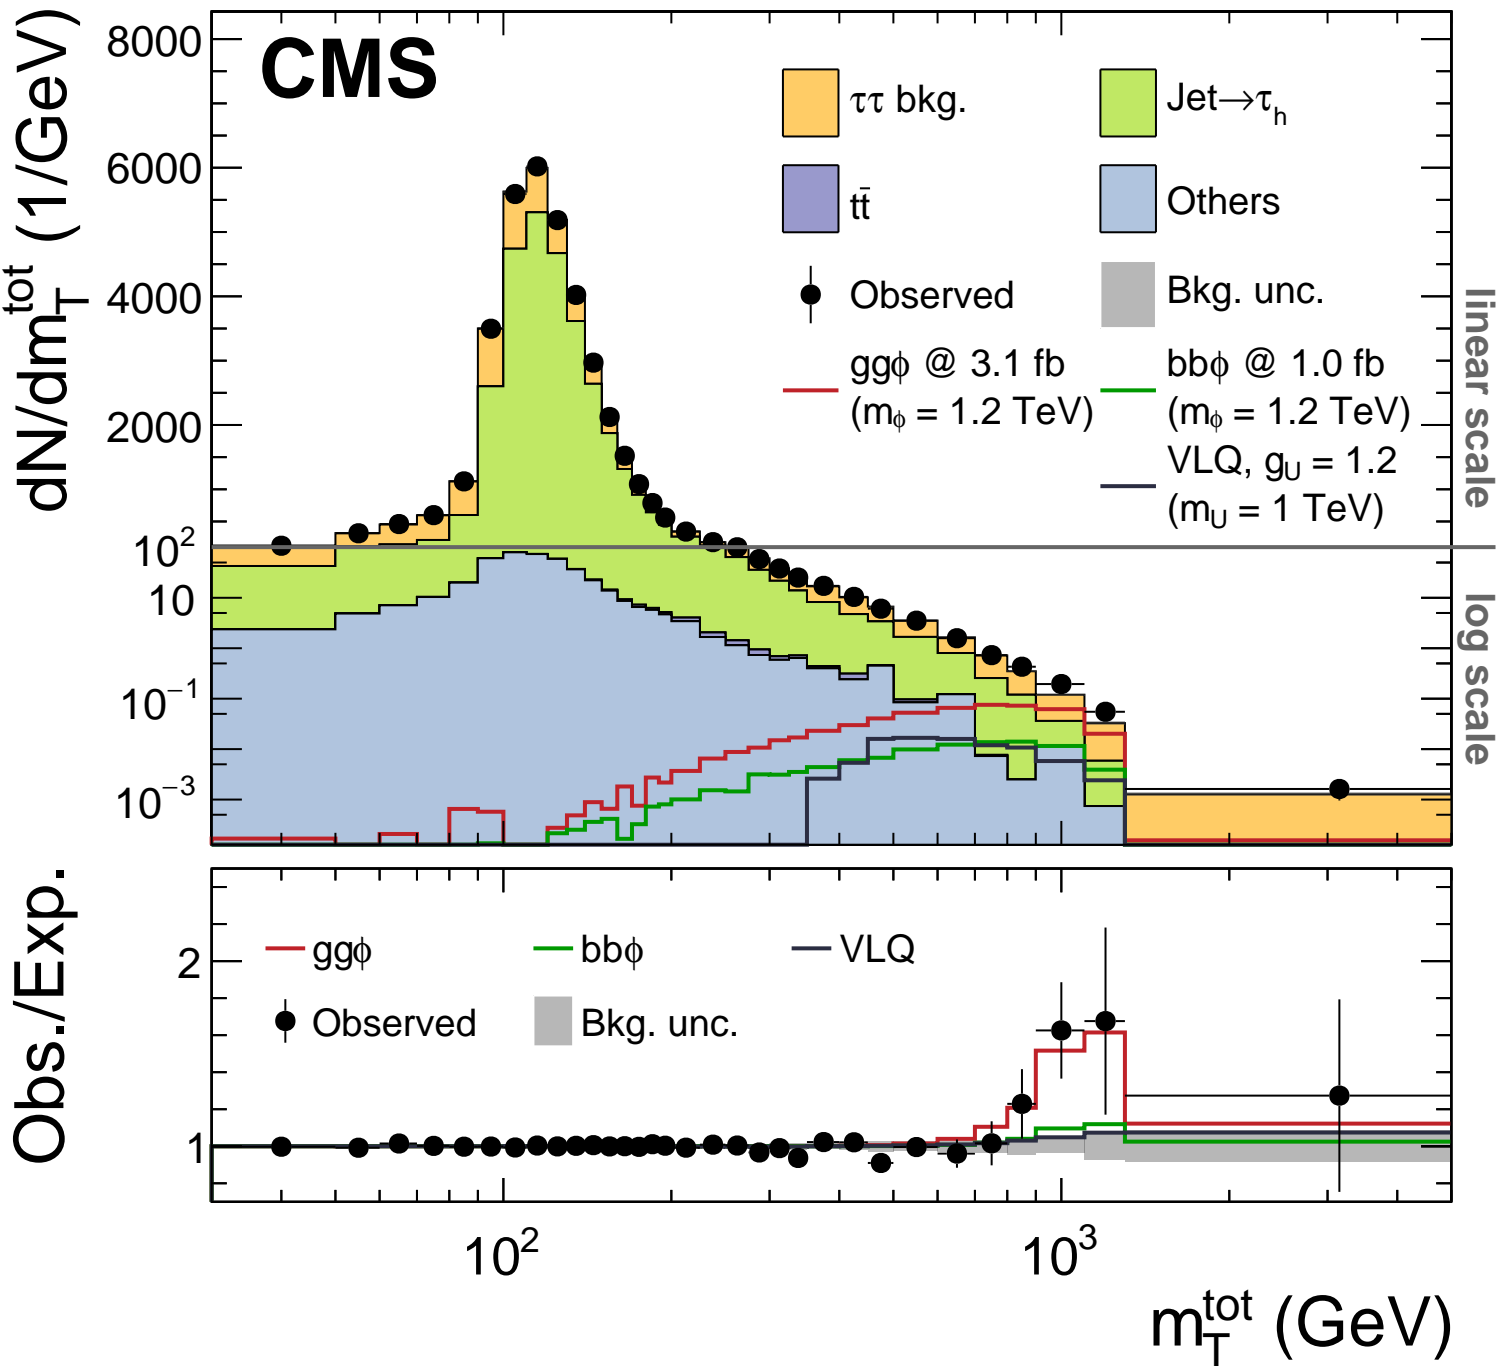 CMS
dN/dm_T^tot (1/GeV)
8000
6000
4000
2000
10²
10
10⁻¹
10⁻³
ττ bkg.
Jet→τ_h
tt̄
Others
Observed
Bkg. unc.
ggϕ @ 3.1 fb
(m_ϕ = 1.2 TeV)
bbϕ @ 1.0 fb
(m_ϕ = 1.2 TeV)
VLQ, g_U = 1.2
(m_U = 1 TeV)
linear scale
log scale
Obs./Exp.
2
1
ggϕ
bbϕ
VLQ
Observed
Bkg. unc.
10²
10³
m_T^tot (GeV)